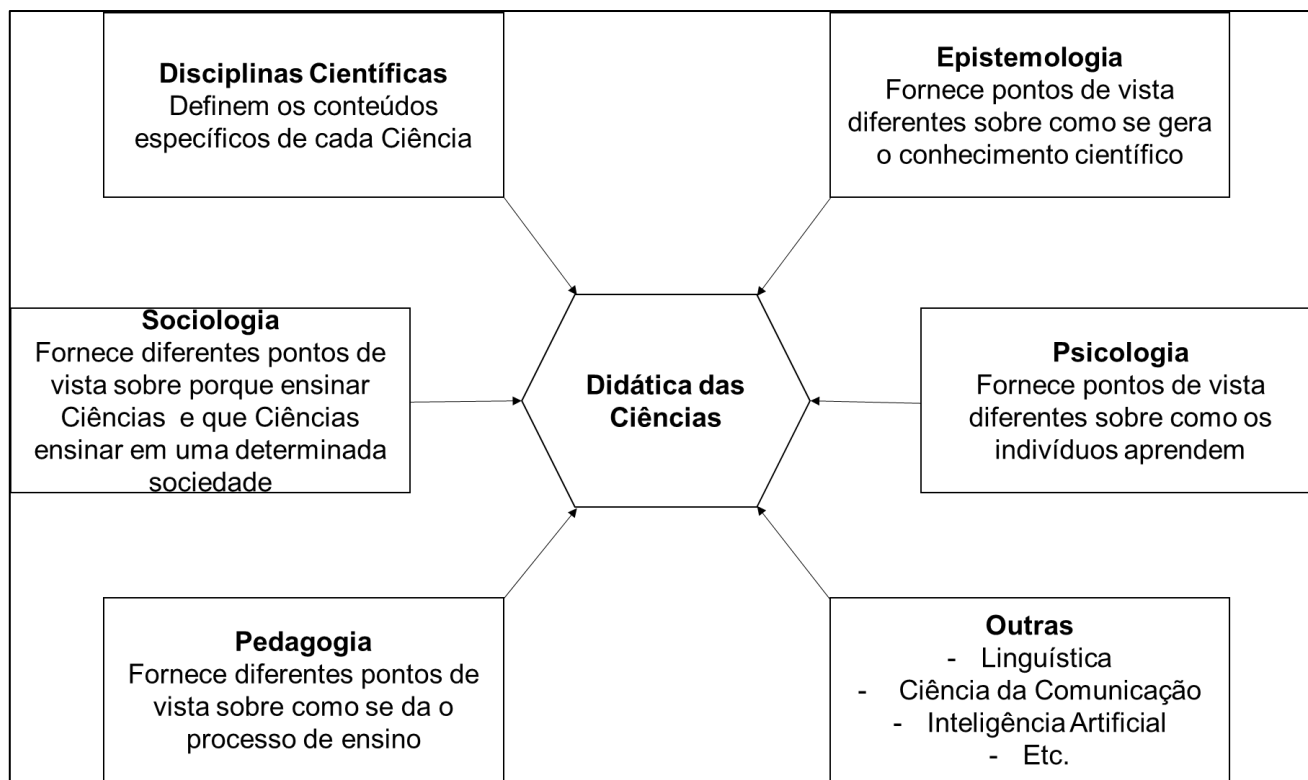 Disciplinas Científicas
Definem os conteúdos
específicos de cada Ciência
Epistemologia
Fornece pontos de vista
diferentes sobre como se gera
o conhecimento científico
Sociologia
Fornece diferentes pontos de
vista sobre porque ensinar
Ciências e que Ciências
ensinar em uma determinada
sociedade
Didática das
Ciências
Psicologia
Fornece pontos de vista
diferentes sobre como os
indivíduos aprendem
Pedagogia
Fornece diferentes pontos de
vista sobre como se da o
processo de ensino
Outras
- Linguística
- Ciência da Comunicação
- Inteligência Artificial
- Etc.